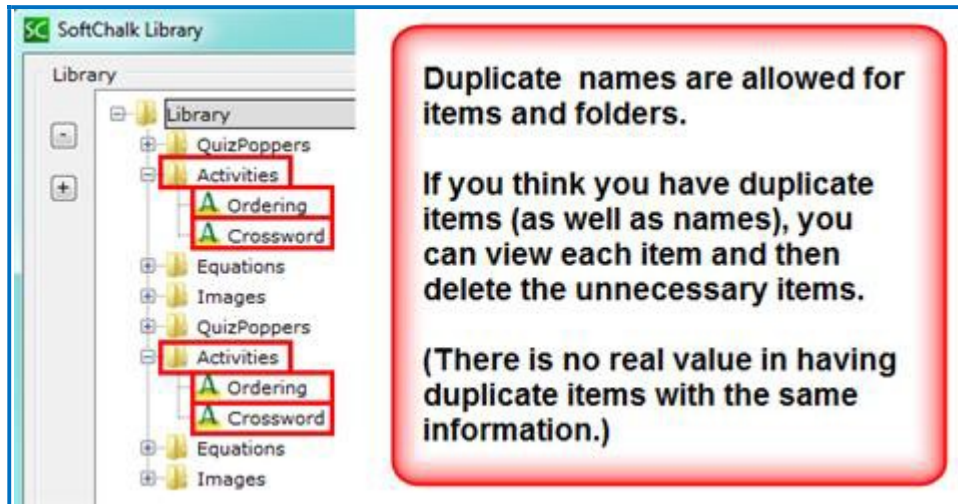 SC SoftChalk Library
Library
Library
QuizPoppers
Activities
A Ordering
A Crossword
Equations
Images
QuizPoppers
Activities
A Ordering
A Crossword
Equations
Images
Duplicate names are allowed for
items and folders.
If you think you have duplicate
items (as well as names), you
can view each item and then
delete the unnecessary items.
(There is no real value in having
duplicate items with the same
information.)